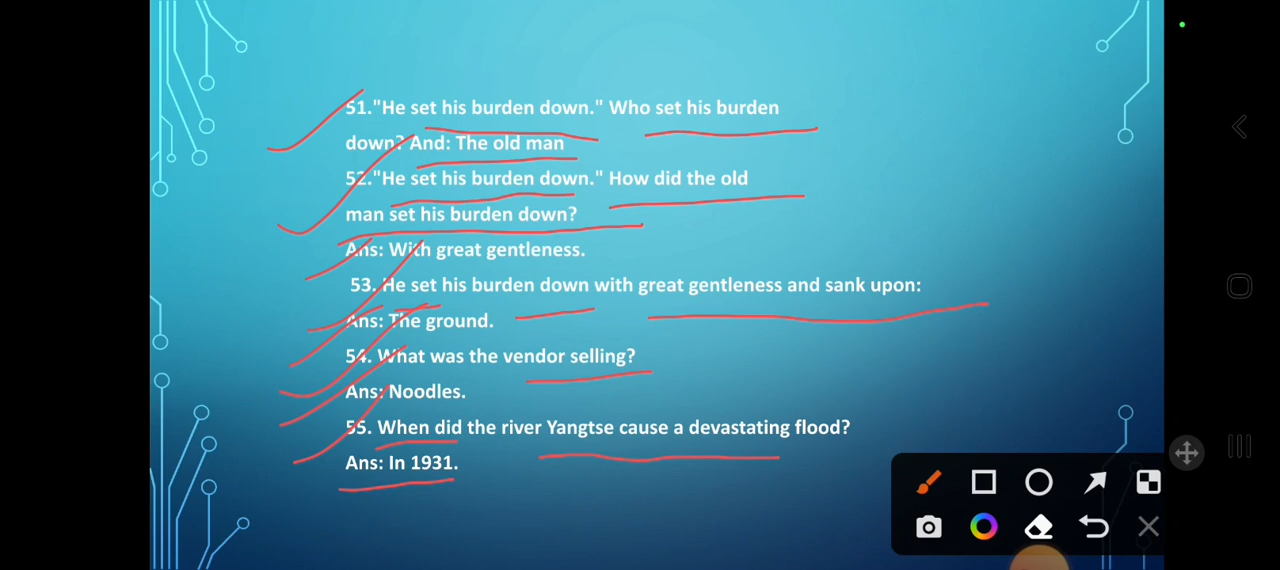 51."He set his burden down." Who set his burden
down? And: The old man
52."He set his burden down." How did the old
man set his burden down?
Ans: With great gentleness.
53. He set his burden down with great gentleness and sank upon:
Ans: The ground.
54. What was the vendor selling?
Ans: Noodles.
55. When did the river Yangtse cause a devastating flood?
Ans: In 1931.